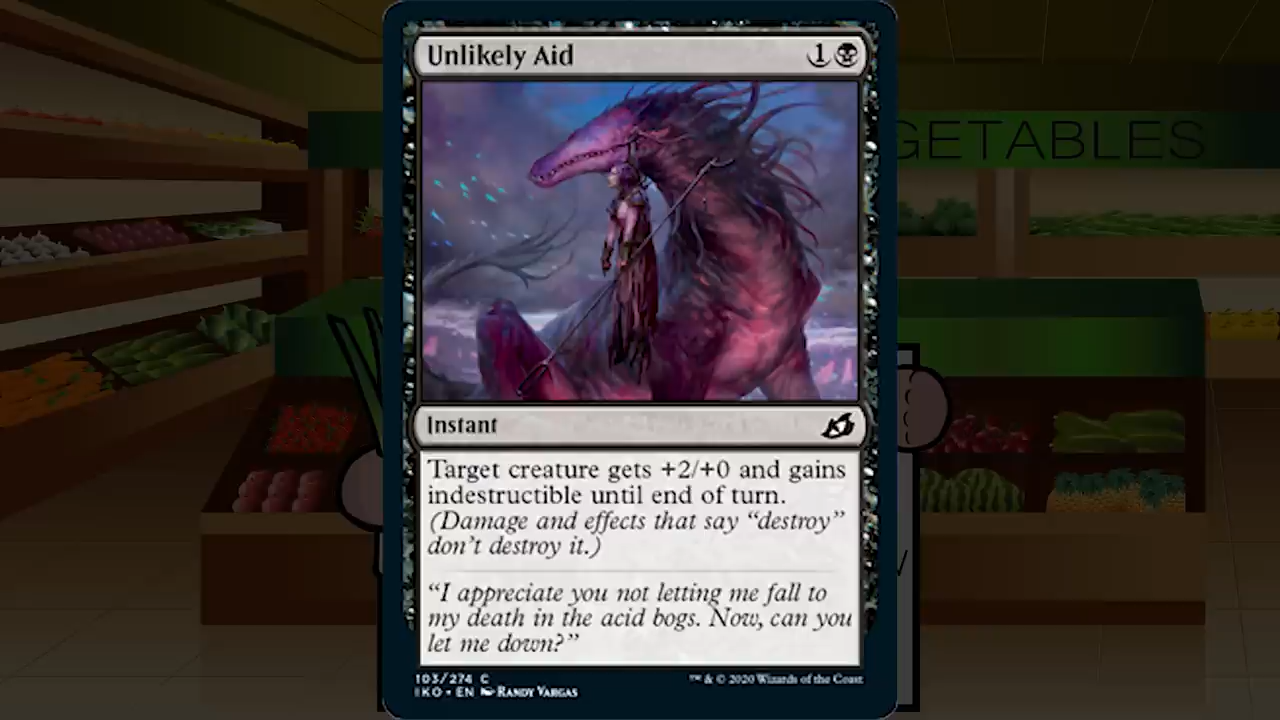 Unlikely Aid 1
GETABLES
Instant
Target creature gets +2/+0 and gains
indestructible until end of turn.
(Damage and effects that say “destroy”
don’t destroy it.)
“I appreciate you not letting me fall to
my death in the acid bogs. Now, can you
let me down?”
103/274 C
IKO • EN RANDY VARGAS
™ & © 2020 Wizards of the Coast